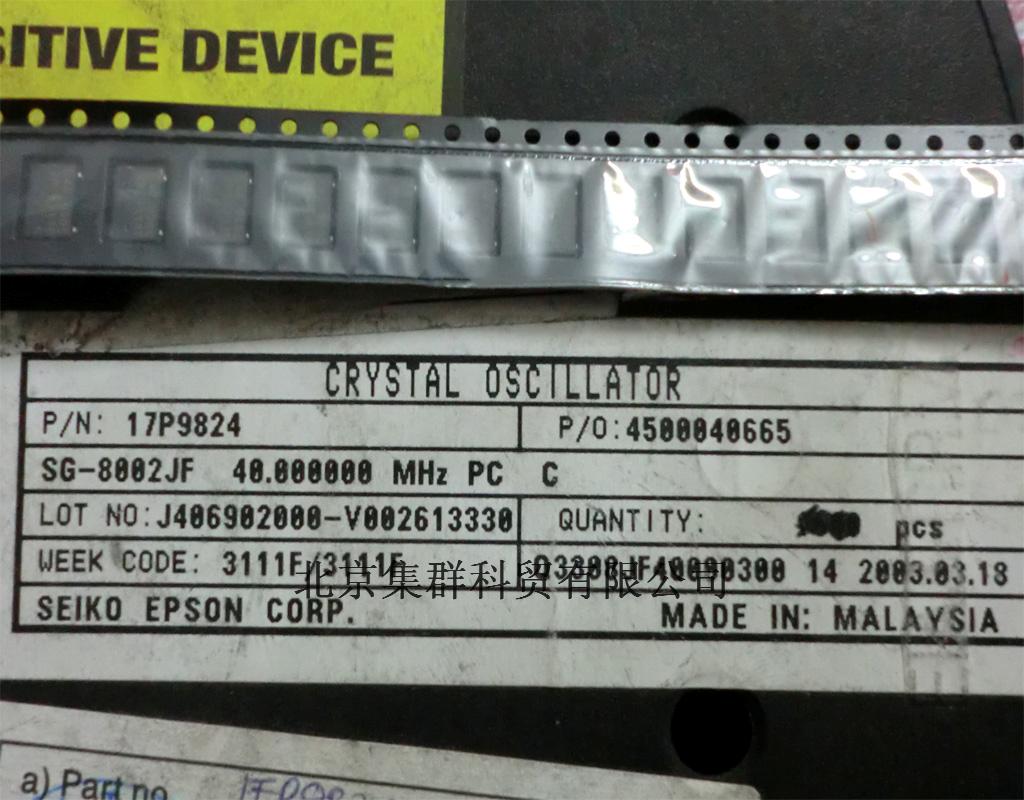 SITIVE DEVICE
CRYSTAL OSCILLATOR
P/N: 17P9824 P/O:4500040665
SG-8002JF 40.000000 MHz PC C
LOT NO:J406902000-V002613330 QUANTITY: pcs
WEEK CODE: 3111F/3111F 14 2003.03.18
北京集群科贸有限公司
SEIKO EPSON CORP. MADE IN: MALAYSIA
a) Part no